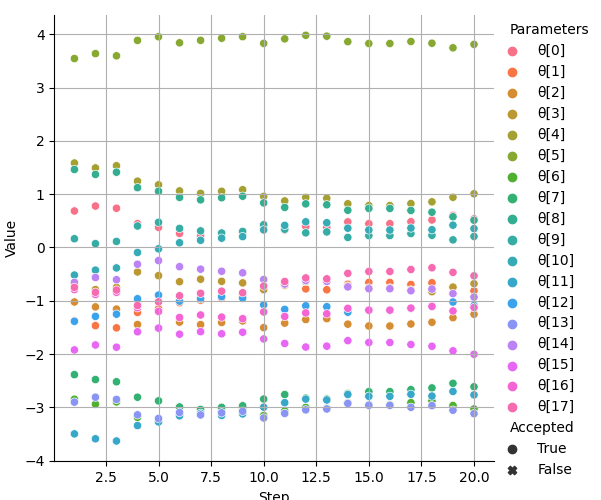 Parameters
θ[0]
θ[1]
θ[2]
θ[3]
θ[4]
θ[5]
θ[6]
θ[7]
θ[8]
θ[9]
θ[10]
θ[11]
θ[12]
θ[13]
θ[14]
θ[15]
θ[16]
θ[17]
Accepted
True
False
Value
4
3
2
1
0
−1
−2
−3
−4
2.5 5.0 7.5 10.0 12.5 15.0 17.5 20.0
Step